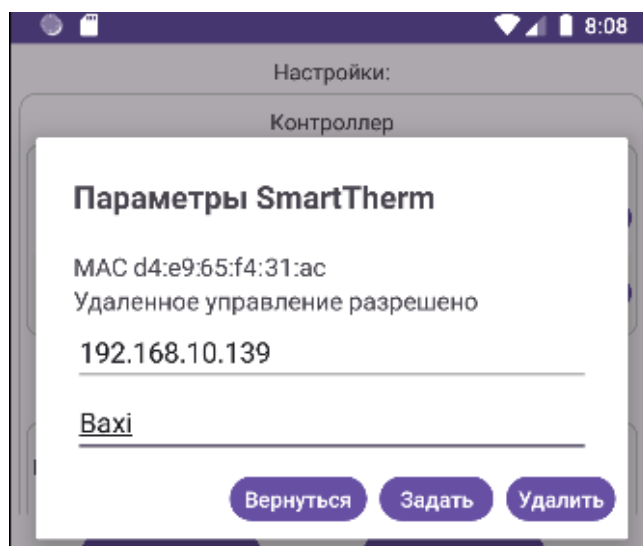 8:08
Настройки:
Контроллер
Параметры SmartTherm
MAC d4:e9:65:f4:31:ac
Удаленное управление разрешено
192.168.10.139
Baxi
Вернуться Задать Удалить